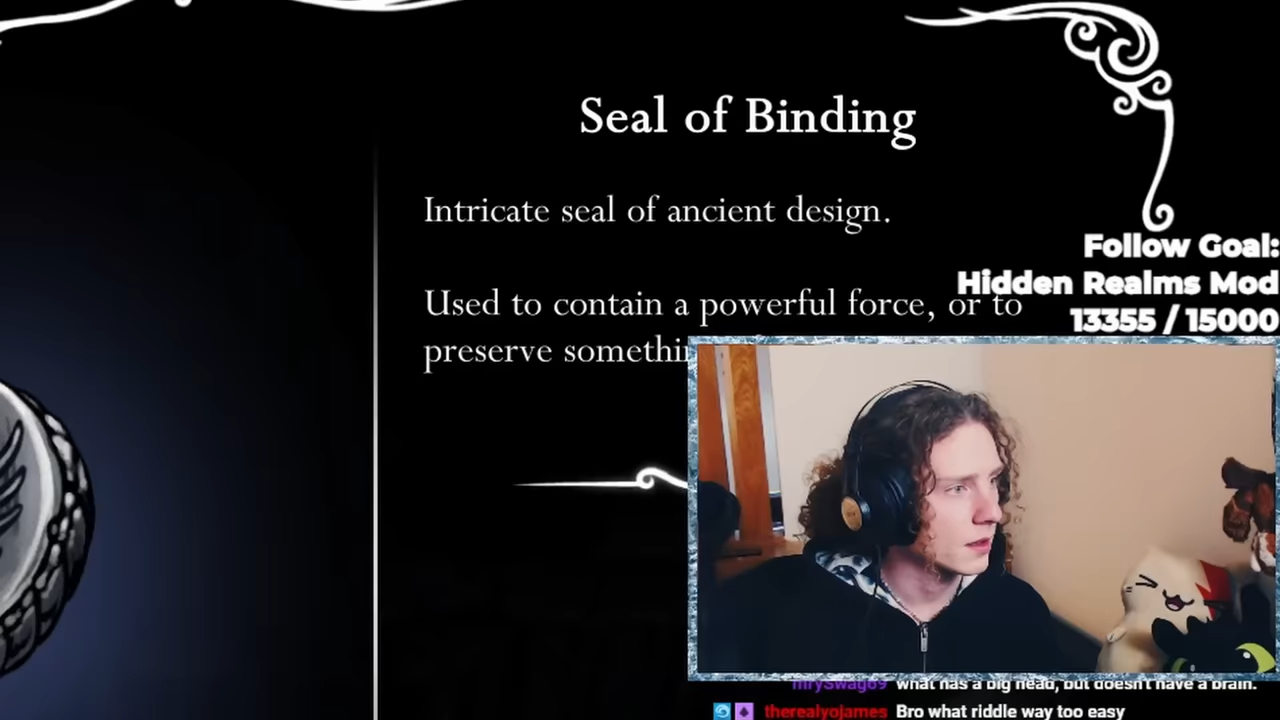 Seal of Binding
Intricate seal of ancient design.
Used to contain a powerful force, or to
preserve
Follow Goal:
Hidden Realms Mod
13355 / 15000
mrySwag69 what has a big head, but doesn't have a brain.
therealyojames Bro what riddle way too easy